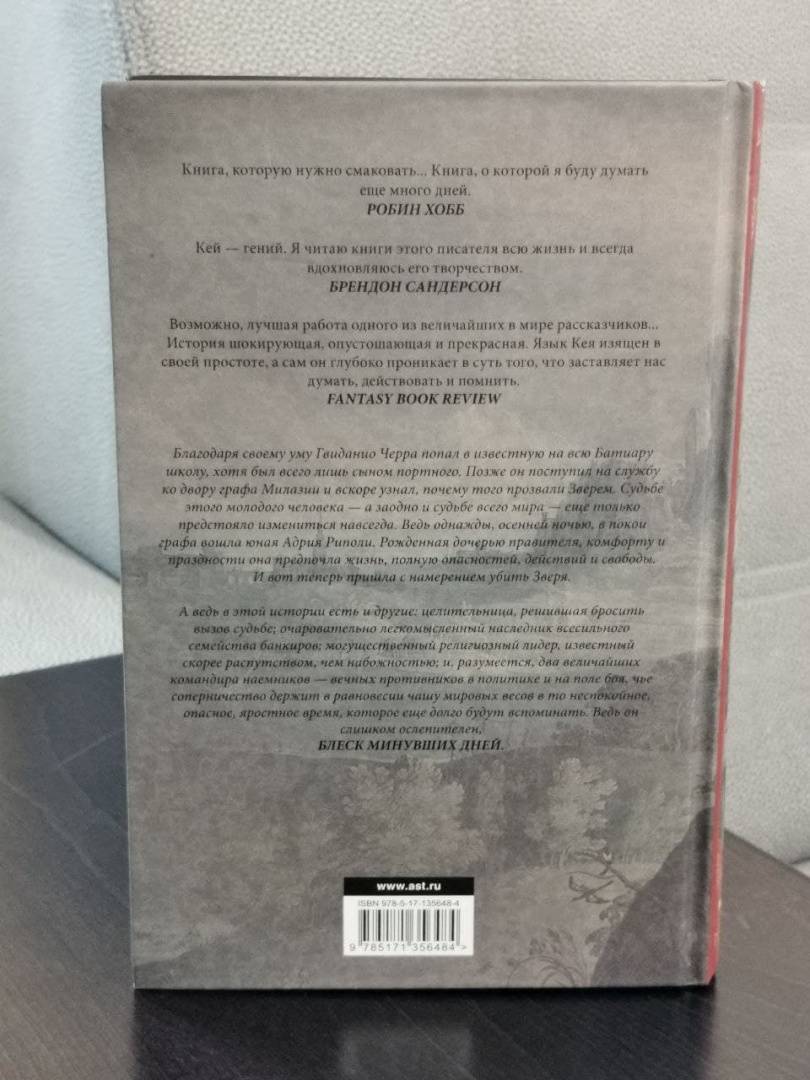 Книга, которую нужно смаковать... Книга, о которой я буду думать
еще много дней.
РОБИН ХОББ
Кей — гений. Я читаю книги этого писателя всю жизнь и всегда
вдохновляюсь его творчеством.
БРЕНДОН САНДЕРСОН
Возможно, лучшая работа одного из величайших в мире рассказчиков...
История шокирующая, опустошающая и прекрасная. Язык Кея изящен в
своей простоте, а сам он глубоко проникает в суть того, что заставляет нас
думать, действовать и помнить.
FANTASY BOOK REVIEW
Благодаря своему уму Гвиданио Черра попал в известную на всю Батиару
школу, хотя был всего лишь сыном портного. Позже он поступил на службу
ко двору графа Милазии и вскоре узнал, почему того прозвали Зверем. Судьбе
этого молодого человека — а заодно и судьбе всего мира — еще только
предстояло измениться навсегда. Ведь однажды, осенней ночью, в покои
графа вошла юная Адрия Риполи. Рожденная дочерью правителя, комфорту и
праздности она предпочла жизнь, полную опасностей, действий и свободы.
И вот теперь пришла с намерением убить Зверя.
А ведь в этой истории есть и другие: целительница, решившая бросить
вызов судьбе; очаровательно легкомысленный наследник всесильного
семейства банкиров; могущественный религиозный лидер, известный
скорее распутством, чем набожностью; и, разумеется, два величайших
командира наемников — вечных противников в политике и на поле боя, чье
соперничество держит в равновесии чашу мировых весов в то неспокойное,
опасное, яростное время, которое еще долго будут вспоминать. Ведь он
слишком ослепителен,
БЛЕСК МИНУВШИХ ДНЕЙ.
www.ast.ru
ISBN 978-5-17-135648-4
9 785171 356484 >